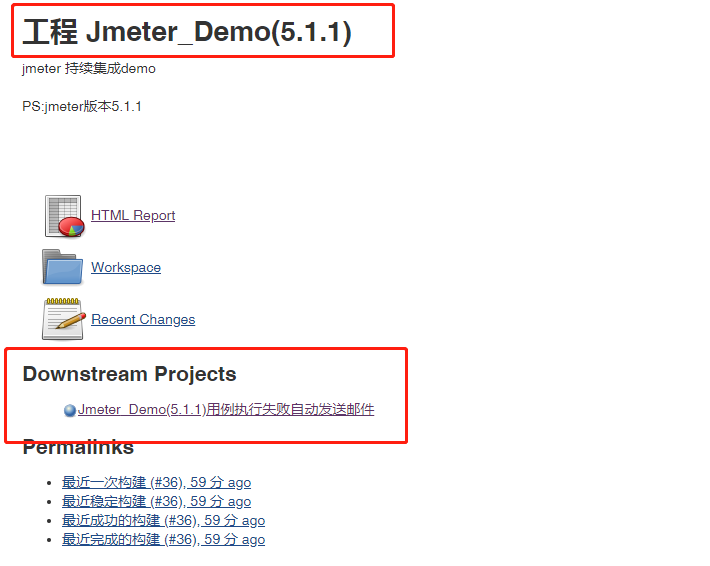 工程 Jmeter_Demo(5.1.1)
jmeter 持续集成demo
PS:jmeter版本5.1.1
HTML Report
Workspace
Recent Changes
Downstream Projects
Jmeter_Demo(5.1.1)用例执行失败自动发送邮件
Permalinks
最近一次构建 (#36), 59 分 ago
最近稳定构建 (#36), 59 分 ago
最近成功的构建 (#36), 59 分 ago
最近完成的构建 (#36), 59 分 ago